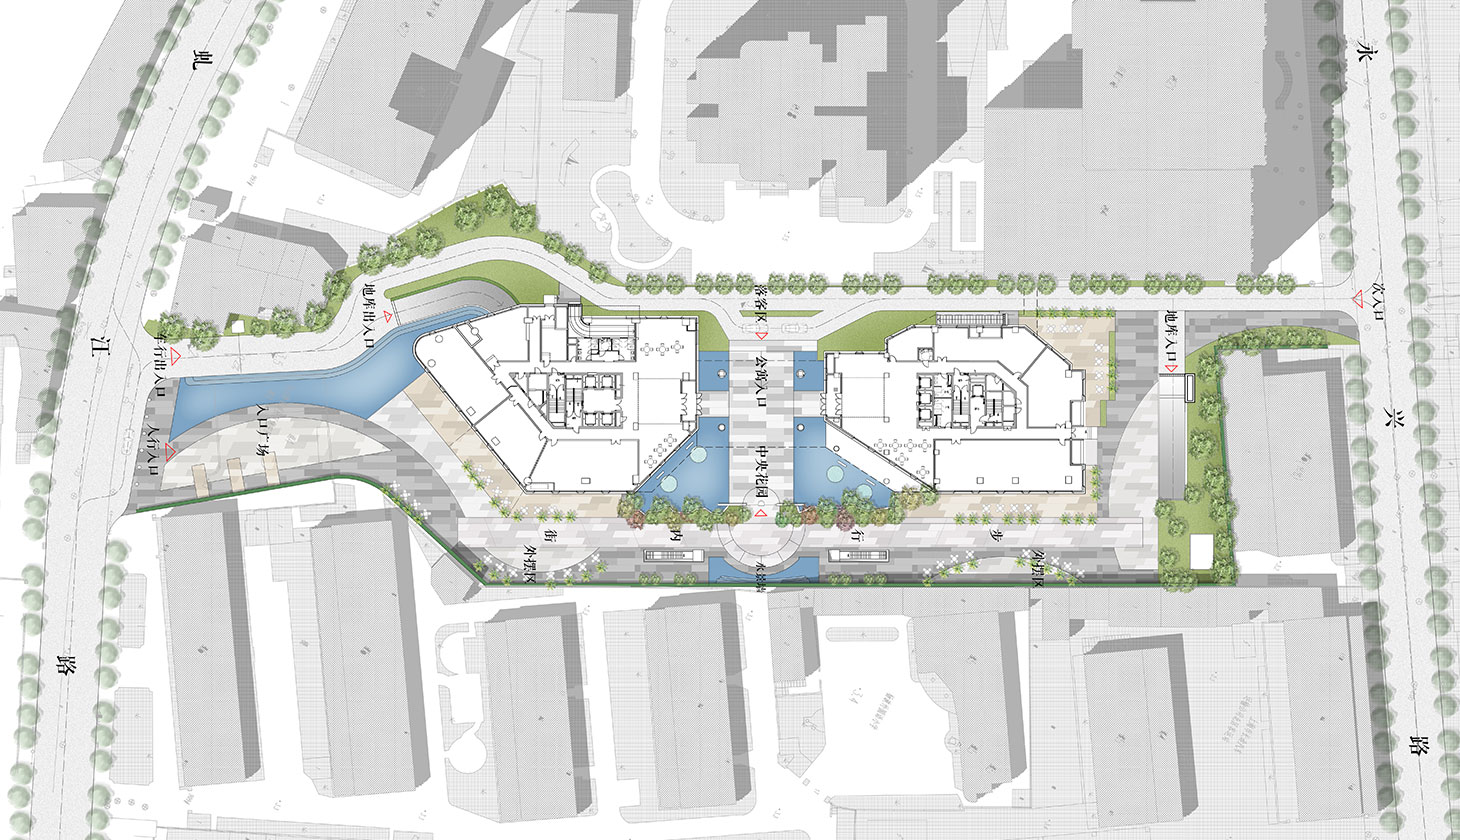 虬
江
路
永
兴
路
次入口
落客区
地库出入口
地库入口
车行出入口
公寓入口
入口广场
人行入口
中央花园
街
内
行
步
外摆区
外摆区
水景墙